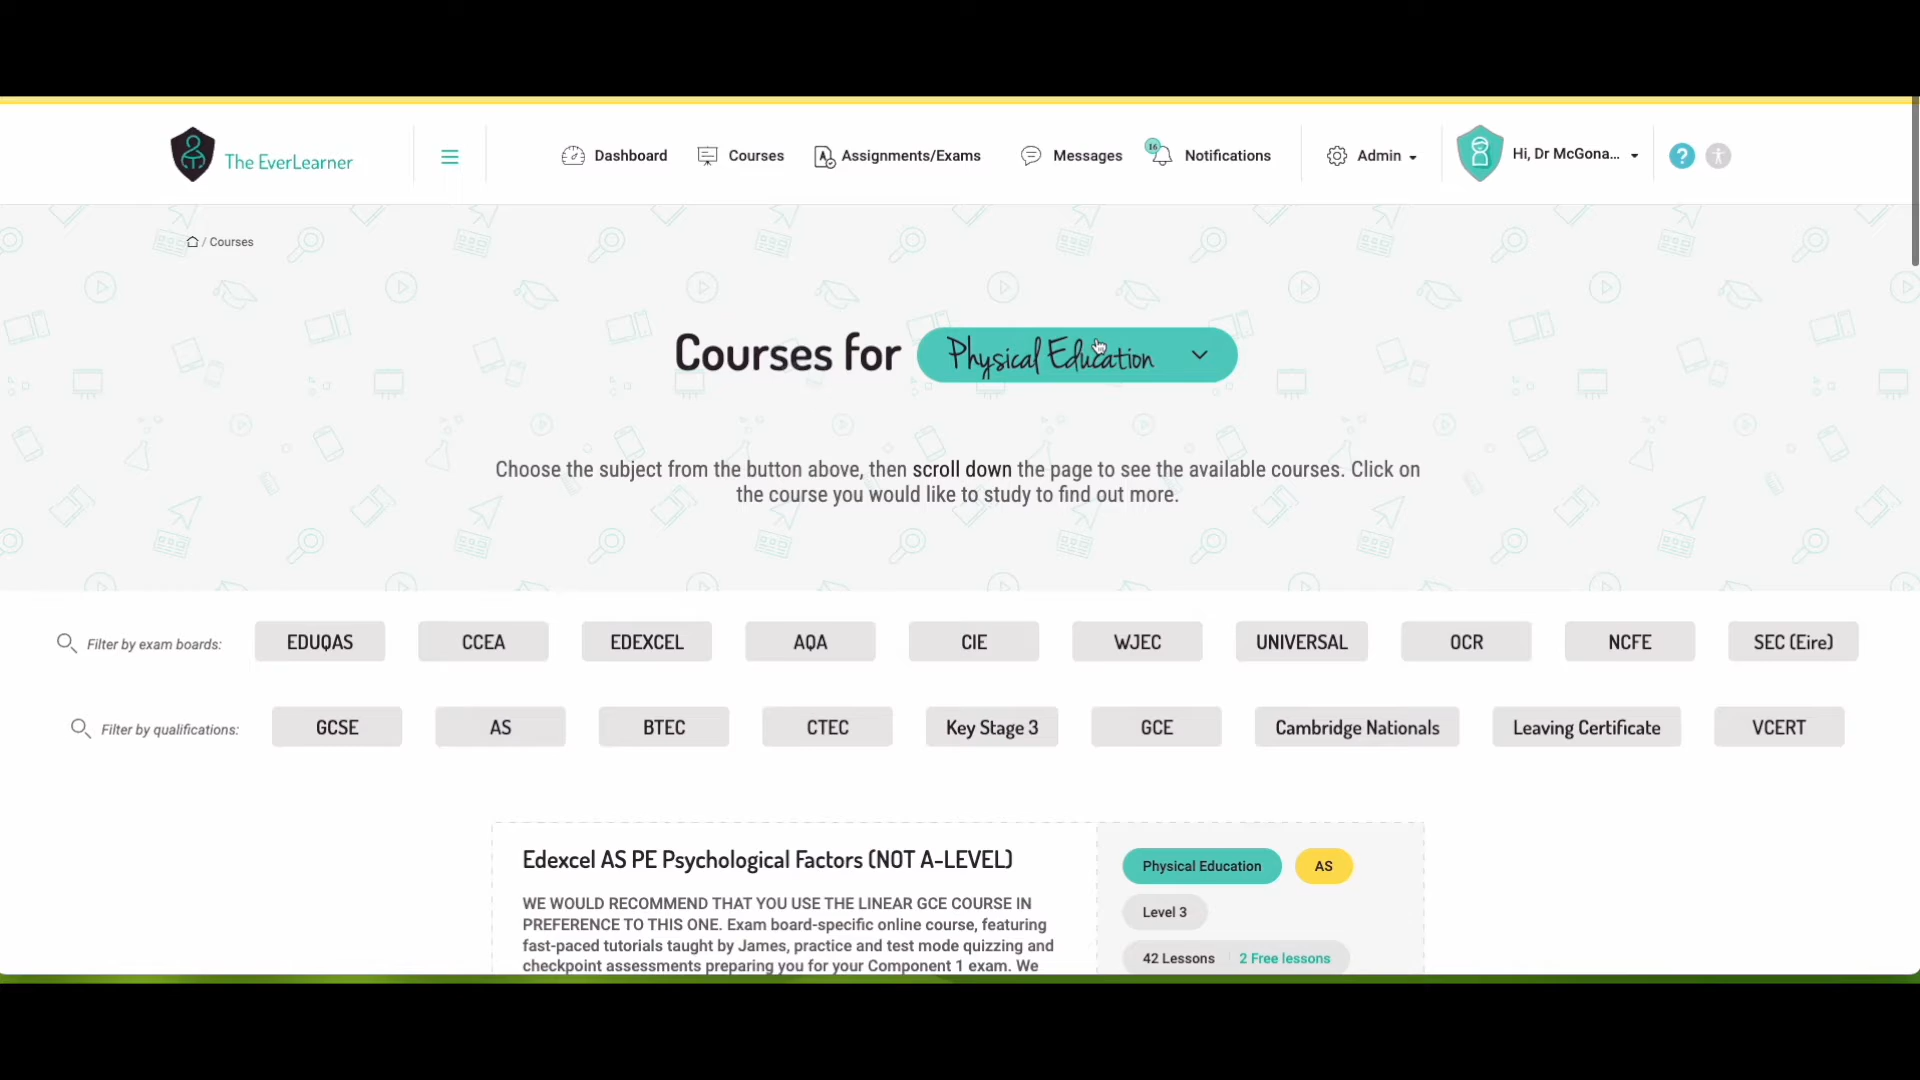 The EverLearner
Dashboard
Courses
Assignments/Exams
Messages
16
Notifications
Admin
Hi, Dr McGona...
?
/ Courses
Courses for Physical Education
Choose the subject from the button above, then scroll down the page to see the available courses. Click on
the course you would like to study to find out more.
Filter by exam boards:
EDUQAS
CCEA
EDEXCEL
AQA
CIE
WJEC
UNIVERSAL
OCR
NCFE
SEC (Eire)
Filter by qualifications:
GCSE
AS
BTEC
CTEC
Key Stage 3
GCE
Cambridge Nationals
Leaving Certificate
VCERT
Edexcel AS PE Psychological Factors (NOT A-LEVEL)
WE WOULD RECOMMEND THAT YOU USE THE LINEAR GCE COURSE IN
PREFERENCE TO THIS ONE. Exam board-specific online course, featuring
fast-paced tutorials taught by James, practice and test mode quizzing and
checkpoint assessments preparing you for your Component 1 exam. We
Physical Education
AS
Level 3
42 Lessons
2 Free lessons